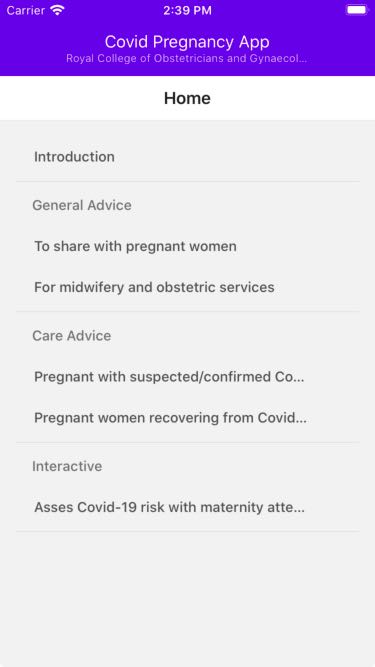 Carrier 2:39 PM
Covid Pregnancy App
Royal College of Obstetricians and Gynaecol...
Home
Introduction
General Advice
To share with pregnant women
For midwifery and obstetric services
Care Advice
Pregnant with suspected/confirmed Co...
Pregnant women recovering from Covid...
Interactive
Asses Covid-19 risk with maternity atte...